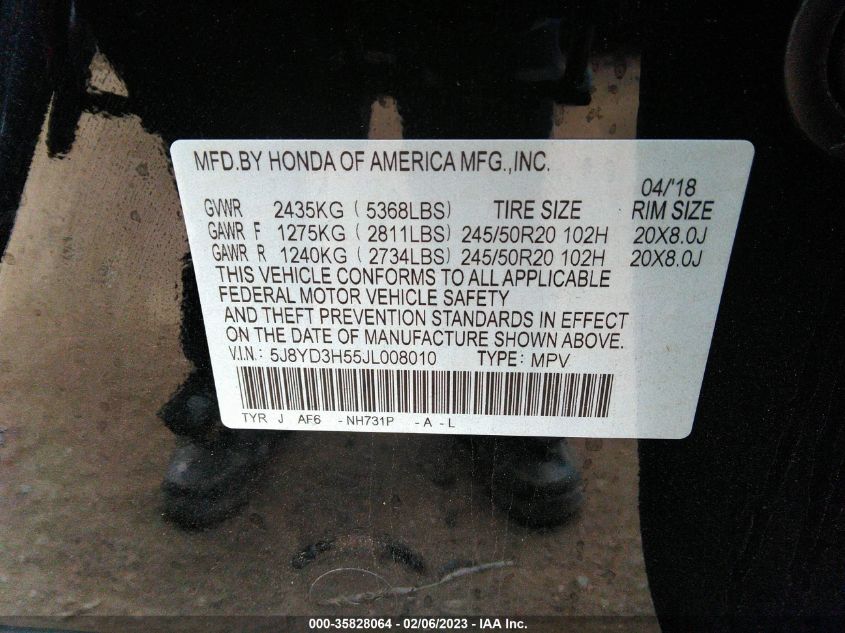 MFD.BY HONDA OF AMERICA MFG.,INC.
04/'18
GVWR 2435KG ( 5368LBS) TIRE SIZE RIM SIZE
GAWR F 1275KG ( 2811LBS) 245/50R20 102H 20X8.0J
GAWR R 1240KG ( 2734LBS) 245/50R20 102H 20X8.0J
THIS VEHICLE CONFORMS TO ALL APPLICABLE
FEDERAL MOTOR VEHICLE SAFETY
AND THEFT PREVENTION STANDARDS IN EFFECT
ON THE DATE OF MANUFACTURE SHOWN ABOVE.
V.I.N.: 5J8YD3H55JL008010 TYPE: MPV
TYR J AF6 -NH731P -A-L
000-35828064 - 02/06/2023 - IAA Inc.